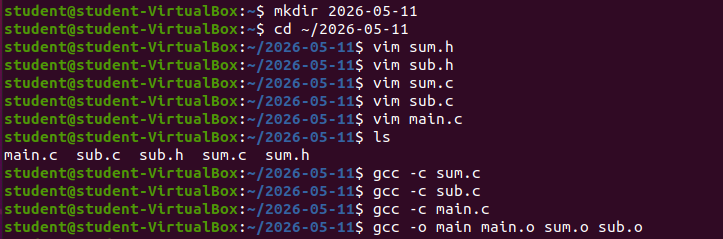 student@student-VirtualBox:~$ mkdir 2026-05-11
student@student-VirtualBox:~$ cd ~/2026-05-11
student@student-VirtualBox:~/2026-05-11$ vim sum.h
student@student-VirtualBox:~/2026-05-11$ vim sub.h
student@student-VirtualBox:~/2026-05-11$ vim sum.c
student@student-VirtualBox:~/2026-05-11$ vim sub.c
student@student-VirtualBox:~/2026-05-11$ vim main.c
student@student-VirtualBox:~/2026-05-11$ ls
main.c  sub.c  sub.h  sum.c  sum.h
student@student-VirtualBox:~/2026-05-11$ gcc -c sum.c
student@student-VirtualBox:~/2026-05-11$ gcc -c sub.c
student@student-VirtualBox:~/2026-05-11$ gcc -c main.c
student@student-VirtualBox:~/2026-05-11$ gcc -o main main.o sum.o sub.o